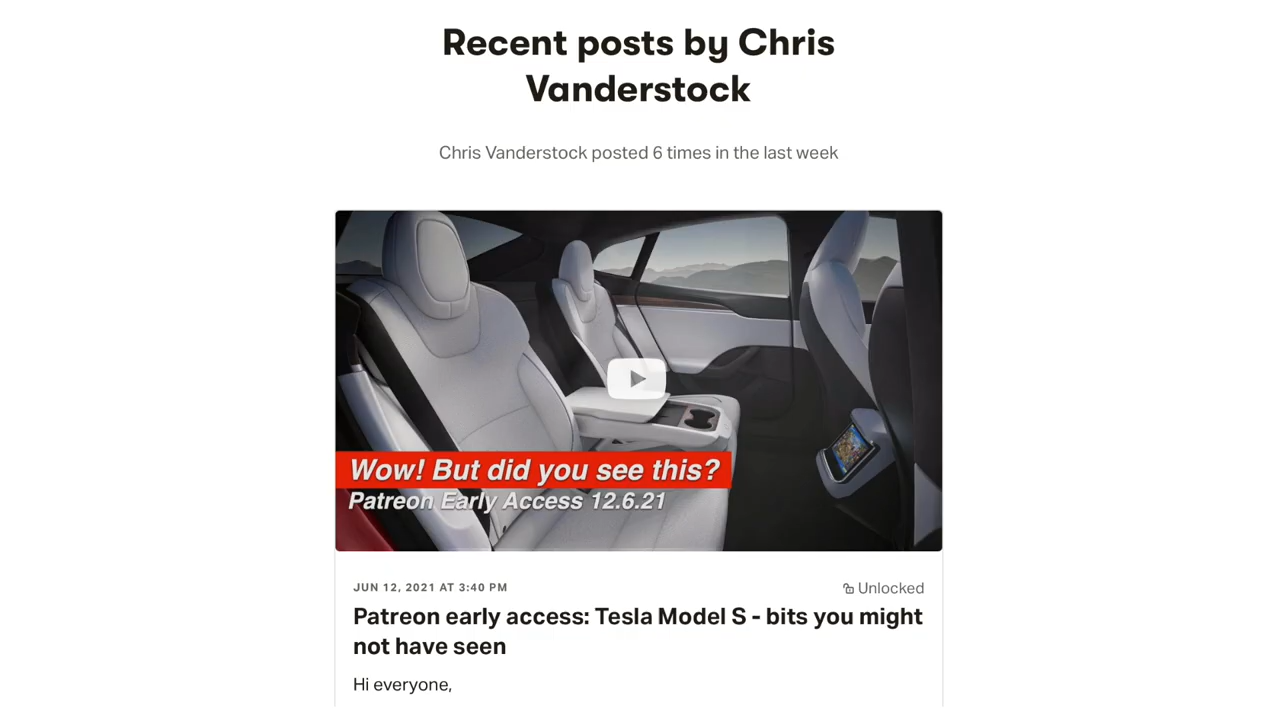 Recent posts by Chris
Vanderstock
Chris Vanderstock posted 6 times in the last week
Wow! But did you see this?
Patreon Early Access 12.6.21
JUN 12, 2021 AT 3:40 PM
Unlocked
Patreon early access: Tesla Model S - bits you might
not have seen
Hi everyone,